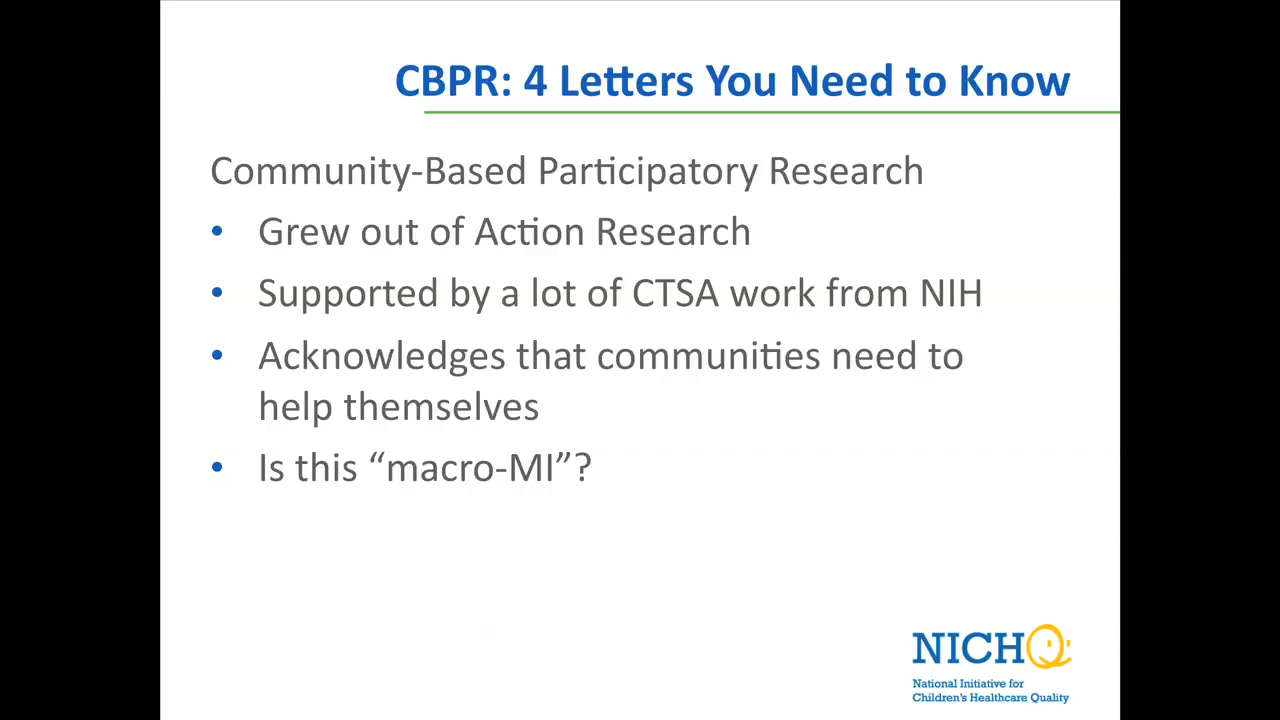 CBPR: 4 Letters You Need to Know
Community-Based Participatory Research
• Grew out of Action Research
• Supported by a lot of CTSA work from NIH
• Acknowledges that communities need to
help themselves
• Is this “macro-MI”?
NICHQ
National Initiative for
Children's Healthcare Quality